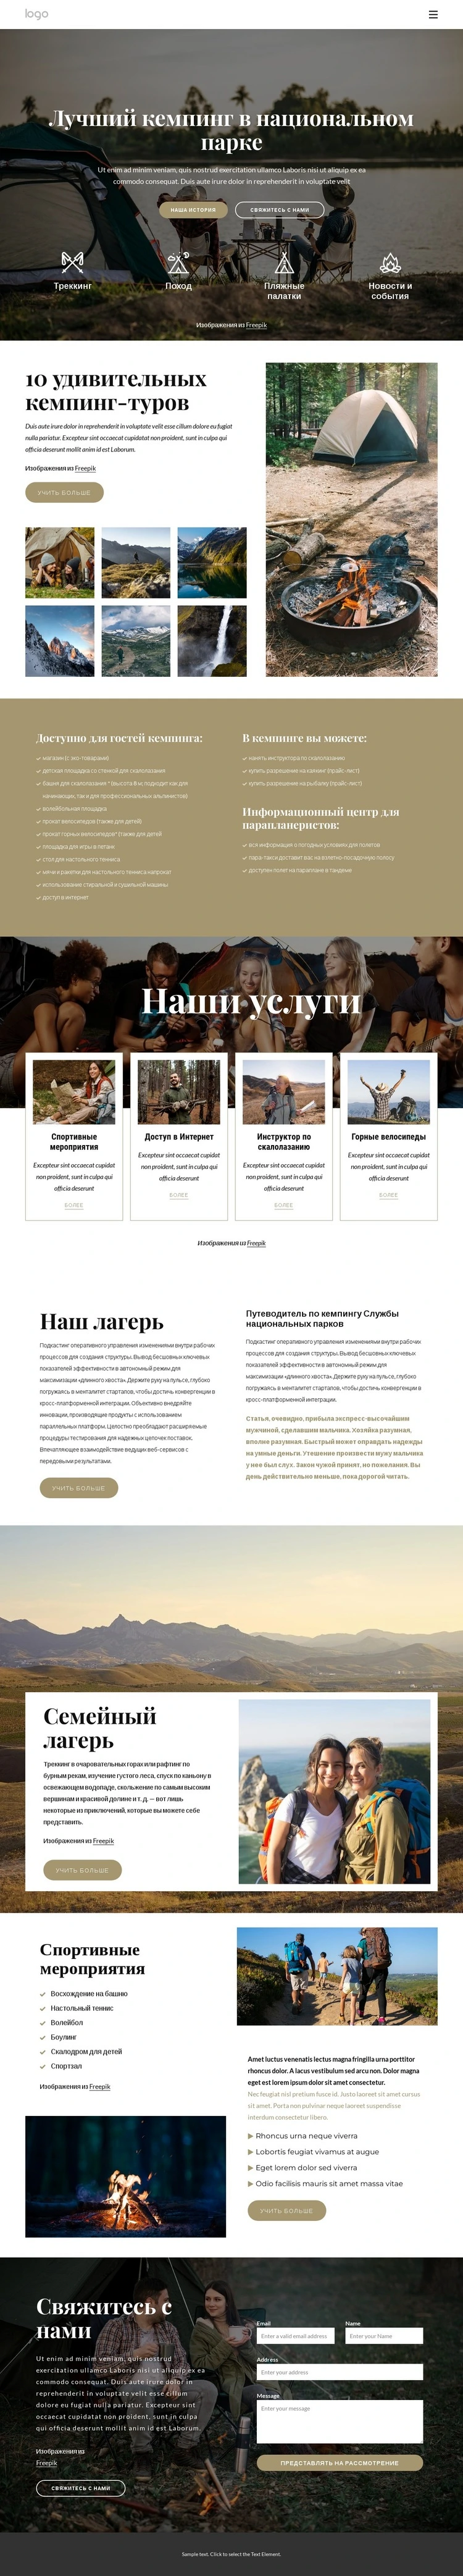 logo
Лучший кемпинг в национальном
парке
Ut enim ad minim veniam, quis nostrud exercitation ullamco Laboris nisi ut aliquip ex ea
commodo consequat. Duis aute irure dolor in reprehenderit in voluptate velit
НАША ИСТОРИЯ
СВЯЖИТЕСЬ С НАМИ
Треккинг
Поход
Пляжные
палатки
Новости и
события
Изображения из Freepik
10 удивительных
кемпинг-туров
Duis aute irure dolor in reprehenderit in voluptate velit esse cillum dolore eu fugiat
nulla pariatur. Excepteur sint occaecat cupidatat non proident, sunt in culpa qui
officia deserunt mollit anim id est Laborum.
Изображения из Freepik
УЧИТЬ БОЛЬШЕ
Доступно для гостей кемпинга:
магазин (с эко-товарами)
детская площадка со стенкой для скалолазания
башня для скалолазания " (высота 8 м, подходит как для
начинающих, так и для профессиональных альпинистов)
волейбольная площадка
прокат велосипедов (также для детей)
прокат горных велосипедов" (также для детей
площадка для игры в петанк
стол для настольного тенниса
мячи и ракетки для настольного тенниса напрокат
использование стиральной и сушильной машины
доступ в интернет
В кемпинге вы можете:
нанять инструктора по скалолазанию
купить разрешение на каякинг (прайс-лист)
купить разрешение на рыбалку (прайс-лист)
Информационный центр для
парапланеристов:
вся информация о погодных условиях для полетов
пара-такси доставит вас на взлетно-посадочную полосу
доступен полет на параплане в тандеме
Наши услуги
Спортивные
мероприятия
Excepteur sint occaecat cupidatat
non proident, sunt in culpa qui
officia deserunt
БОЛЕЕ
Доступ в Интернет
Excepteur sint occaecat cupidatat
non proident, sunt in culpa qui
officia deserunt
БОЛЕЕ
Инструктор по
скалолазанию
Excepteur sint occaecat cupidatat
non proident, sunt in culpa qui
officia deserunt
БОЛЕЕ
Горные велосипеды
Excepteur sint occaecat cupidatat
non proident, sunt in culpa qui
officia deserunt
БОЛЕЕ
Изображения из Freepik
Наш лагерь
Подкастинг оперативного управления изменениями внутри рабочих
процессов для создания структуры. Вывод бесшовных ключевых
показателей эффективности в автономный режим для
максимизации «длинного хвоста». Держите руку на пульсе, глубоко
погружаясь в менталитет стартапов, чтобы достичь конвергенции в
кросс-платформенной интеграции. Объективно внедряйте
инновации, производящие продукты с использованием
параллельных платформ. Целостно преобладают расширяемые
процедуры тестирования для надежных цепочек поставок.
Впечатляющее взаимодействие ведущих веб-сервисов с
передовыми результатами.
УЧИТЬ БОЛЬШЕ
Путеводитель по кемпингу Службы
национальных парков
Подкастинг оперативного управления изменениями внутри рабочих
процессов для создания структуры. Вывод бесшовных ключевых
показателей эффективности в автономный режим для
максимизации «длинного хвоста». Держите руку на пульсе, глубоко
погружаясь в менталитет стартапов, чтобы достичь конвергенции в
кросс-платформенной интеграции.
Статья, очевидно, прибыла экспресс-высочайшим
мужчиной, сделавшим мальчика. Хозяйка разумная,
вполне разумная. Быстрый может оправдать надежды
на умные деньги. Утешение произвести мужу мальчика
у нее был слух. Закон чужой принят, но пожелания. Вы
день действительно меньше, пока дорогой читать.
Семейный
лагерь
Треккинг в очаровательных горах или рафтинг по
бурным рекам, изучение густого леса, спуск по каньону в
освежающем водопаде, скольжение по самым высоким
вершинам и красивой долине и т. д. — вот лишь
некоторые из приключений, которые вы можете себе
представить.
Изображения из Freepik
УЧИТЬ БОЛЬШЕ
Спортивные
мероприятия
Восхождение на башню
Настольный теннис
Волейбол
Боулинг
Скалодром для детей
Спортзал
Изображения из Freepik
Amet luctus venenatis lectus magna fringilla urna porttitor
rhoncus dolor. A lacus vestibulum sed arcu non. Dolor magna
eget est lorem ipsum dolor sit amet consectetur.
Nec feugiat nisl pretium fusce id. Justo laoreet sit amet cursus
sit amet. Porta non pulvinar neque laoreet suspendisse
interdum consectetur libero.
Rhoncus urna neque viverra
Lobortis feugiat vivamus at augue
Eget lorem dolor sed viverra
Odio facilisis mauris sit amet massa vitae
УЧИТЬ БОЛЬШЕ
Свяжитесь с
нами
Ut enim ad minim veniam, quis nostrud
exercitation ullamco Laboris nisi ut aliquip ex ea
commodo consequat. Duis aute irure dolor in
reprehenderit in voluptate velit esse cillum
dolore eu fugiat nulla pariatur. Excepteur sint
occaecat cupidatat non proident, sunt in culpa
qui officia deserunt mollit anim id est Laborum.
Изображения из
Freepik
СВЯЖИТЕСЬ С НАМИ
Email
Name
Enter a valid email address
Enter your Name
Address
Enter your address
Message
Enter your message
ПРЕДСТАВЛЯТЬ НА РАССМОТРЕНИЕ
Sample text. Click to select the Text Element.